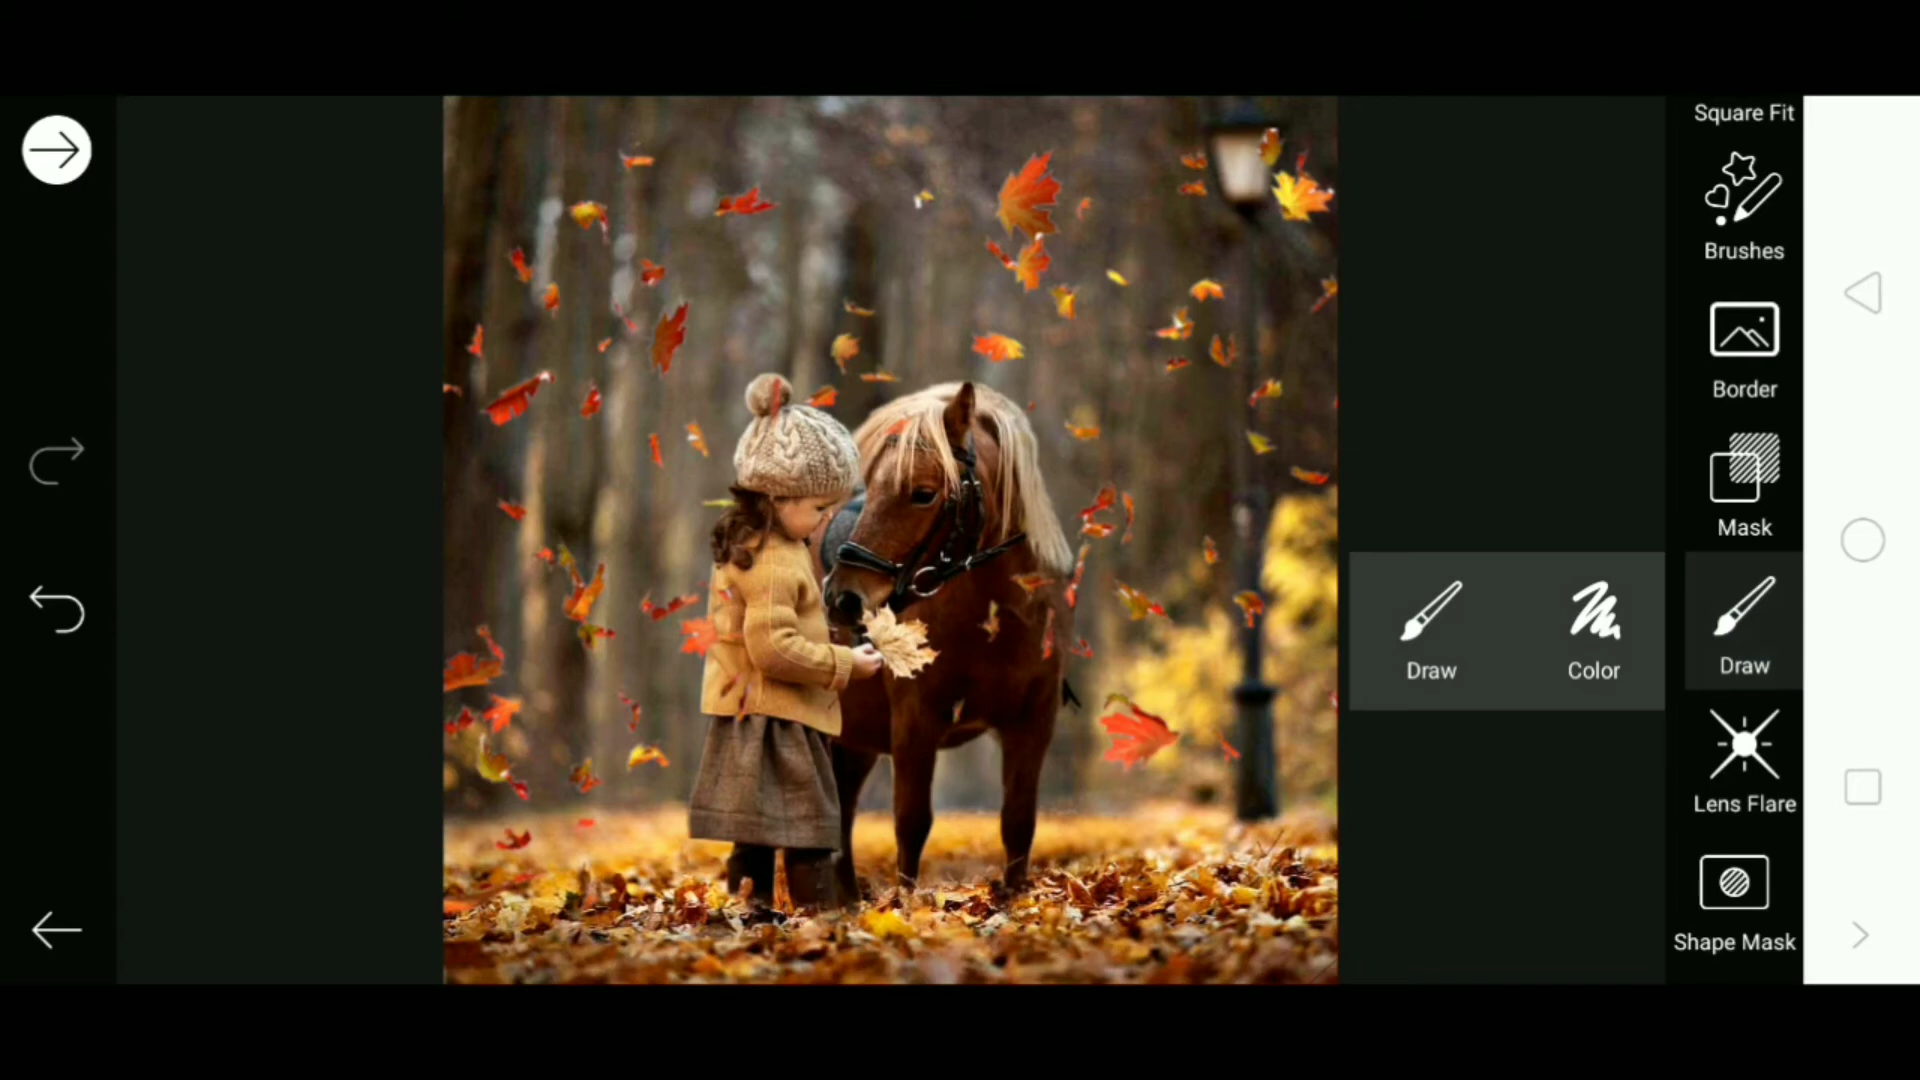 Square Fit
Brushes
Border
Mask
Draw
Color
Draw
Lens Flare
Shape Mask